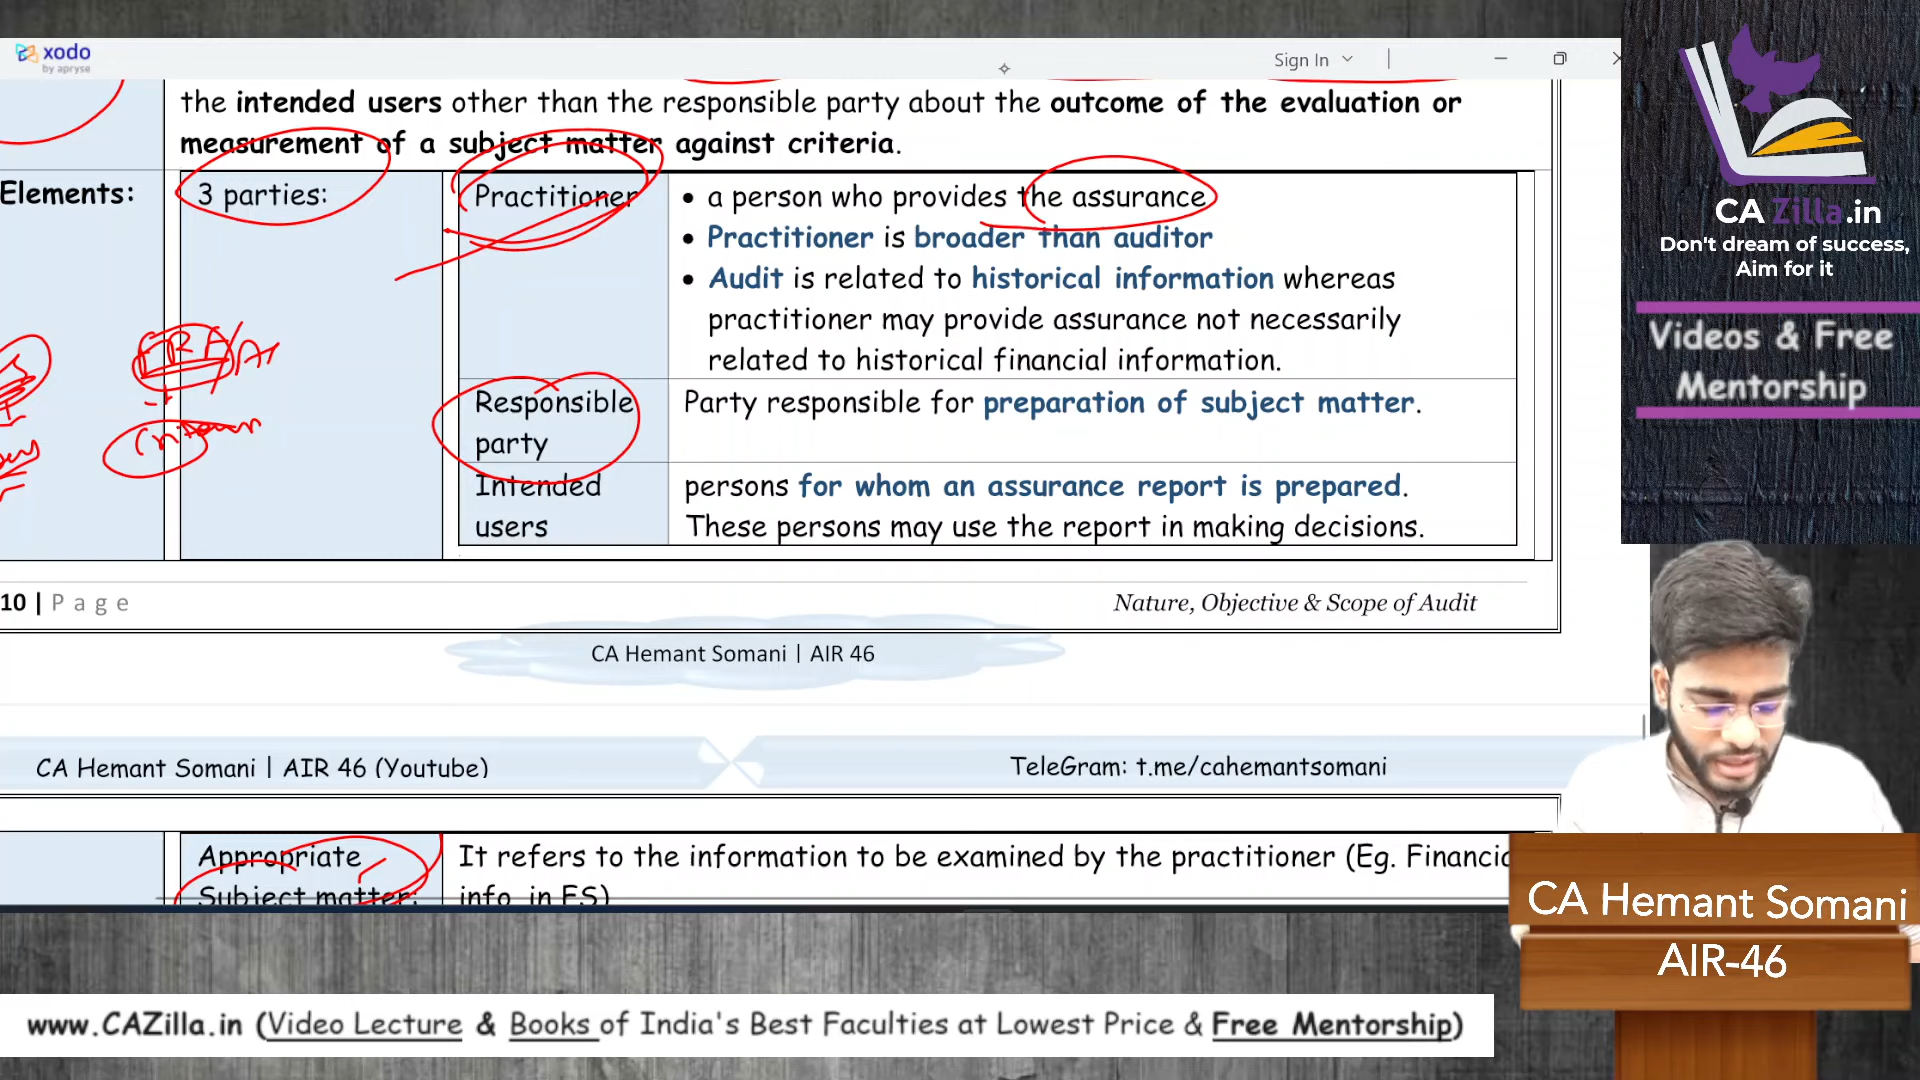 xodo
by apryse
Sign In
the intended users other than the responsible party about the outcome of the evaluation or
measurement of a subject matter against criteria.
Elements:
3 parties:
Practitioner
• a person who provides the assurance
• Practitioner is broader than auditor
• Audit is related to historical information whereas
practitioner may provide assurance not necessarily
related to historical financial information.
Responsible
party
Party responsible for preparation of subject matter.
Intended
users
persons for whom an assurance report is prepared.
These persons may use the report in making decisions.
10 | Page
Nature, Objective & Scope of Audit
CA Hemant Somani | AIR 46
CA Hemant Somani | AIR 46 (Youtube)
TeleGram: t.me/cahemantsomani
Appropriate
Subject matter:
It refers to the information to be examined by the practitioner (Eg. Financia
info. in FS)
CA Zilla.in
Don't dream of success,
Aim for it
Videos & Free
Mentorship
CA Hemant Somani
AIR-46
www.CAZilla.in (Video Lecture & Books of India's Best Faculties at Lowest Price & Free Mentorship)